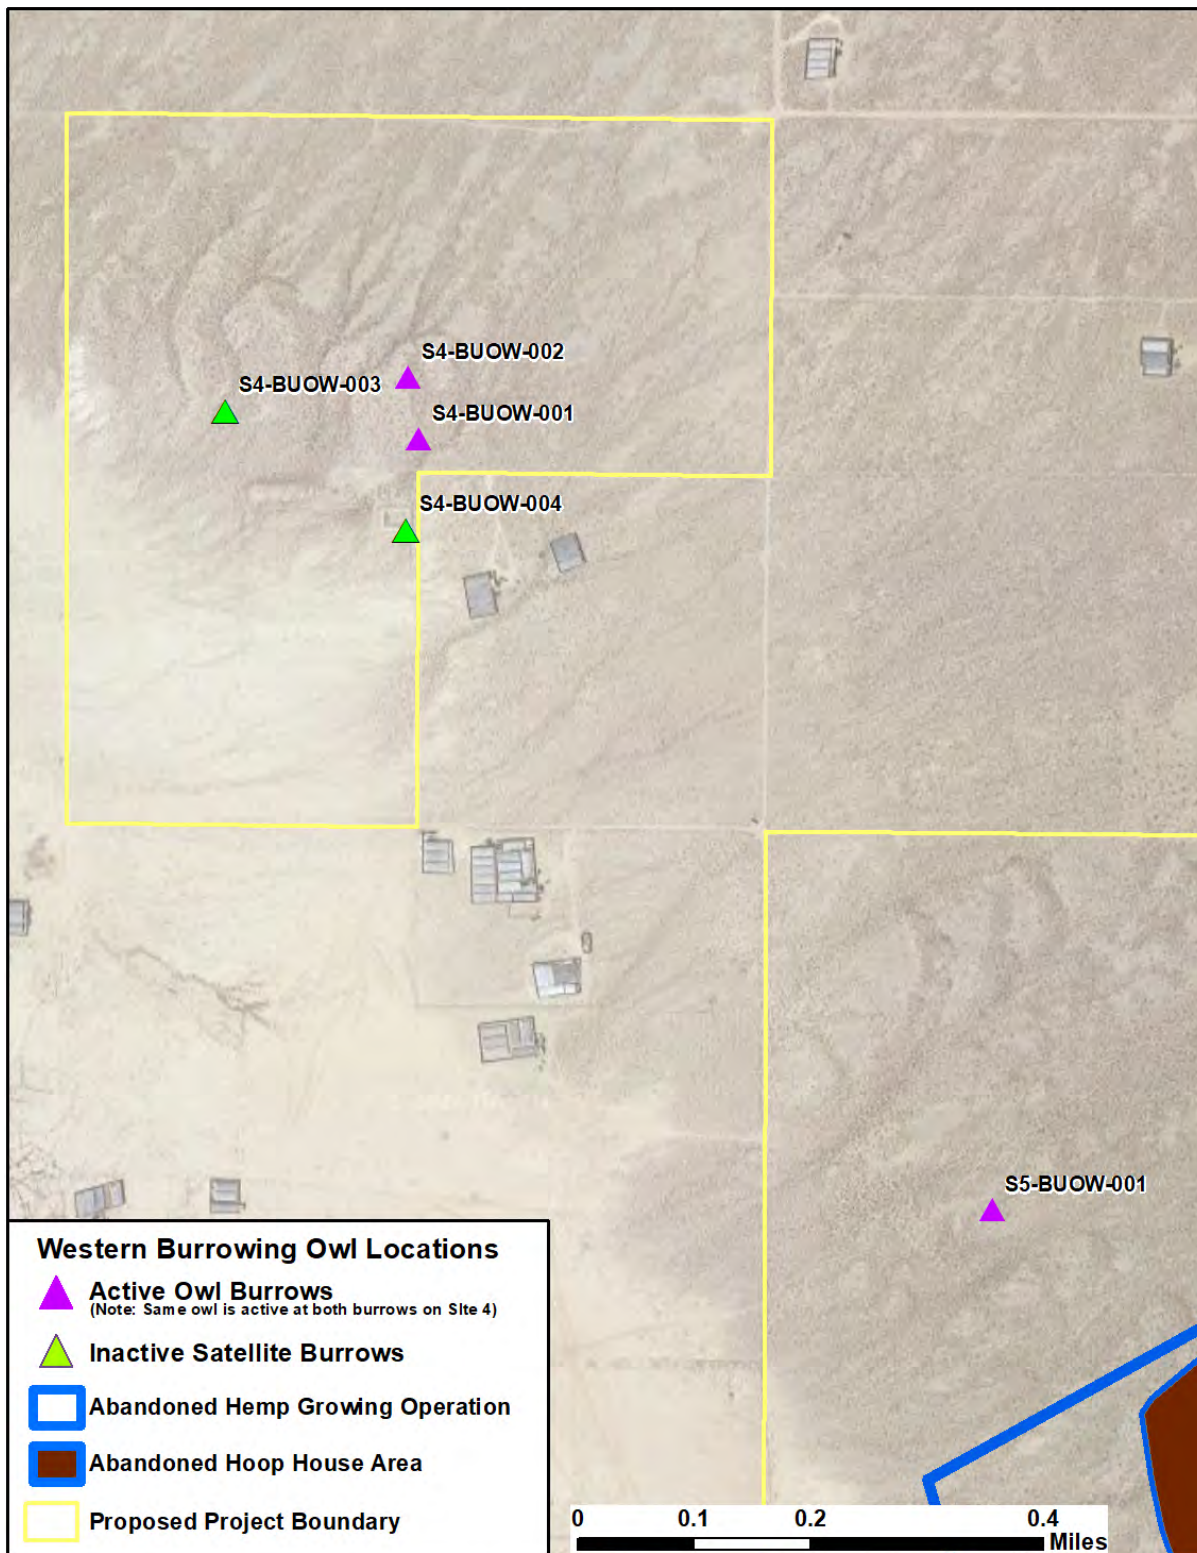 S4-BUOW-002
S4-BUOW-003
S4-BUOW-001
S4-BUOW-004
S5-BUOW-001
Western Burrowing Owl Locations
Active Owl Burrows
(Note: Same owl is active at both burrows on SIte 4)
Inactive Satellite Burrows
Abandoned Hemp Growing Operation
Abandoned Hoop House Area
Proposed Project Boundary
0 0.1 0.2 0.4
Miles